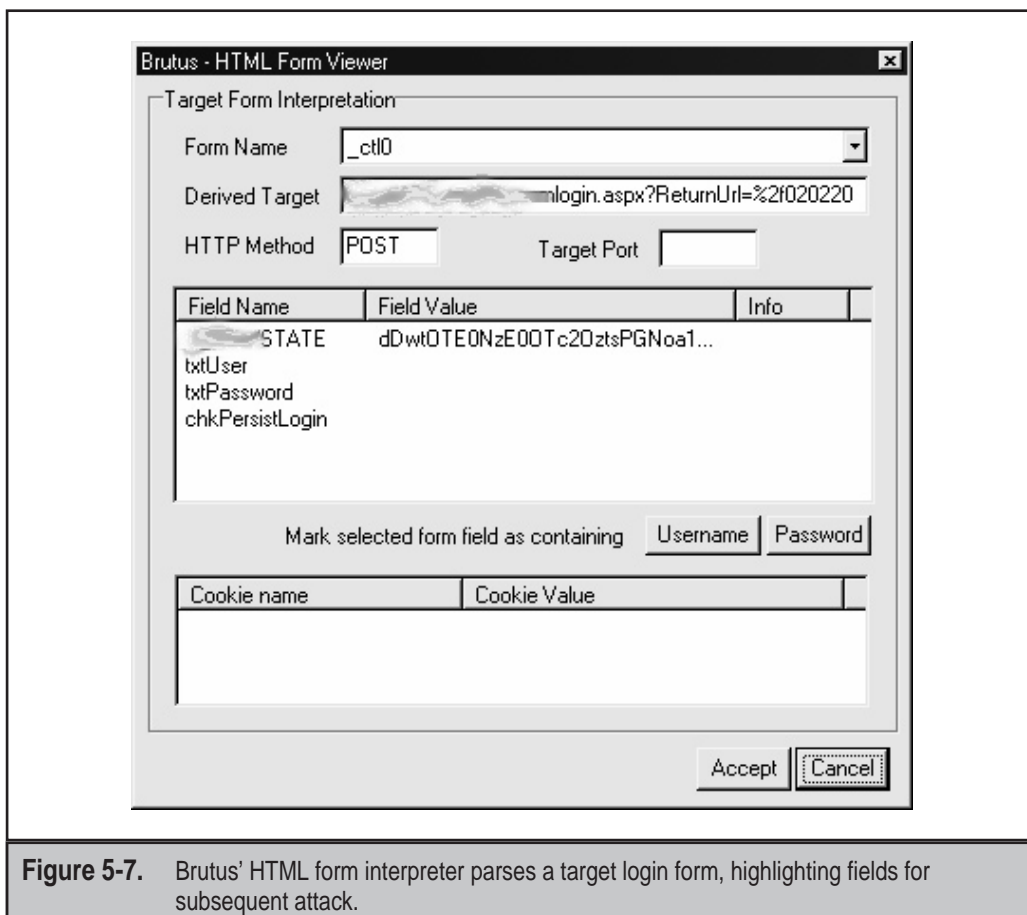 Brutus - HTML Form Viewer
Target Form Interpretation
Form Name _ctl0
Derived Target mlogin.aspx?ReturnUrl=%2f020220
HTTP Method POST Target Port
Field Name Field Value Info
STATE dDwtOTE0NzE0OTc2OztsPGNoa1...
txtUser
txtPassword
chkPersistLogin
Mark selected form field as containing Username Password
Cookie name Cookie Value
Accept Cancel
Figure 5-7. Brutus’ HTML form interpreter parses a target login form, highlighting fields for
subsequent attack.